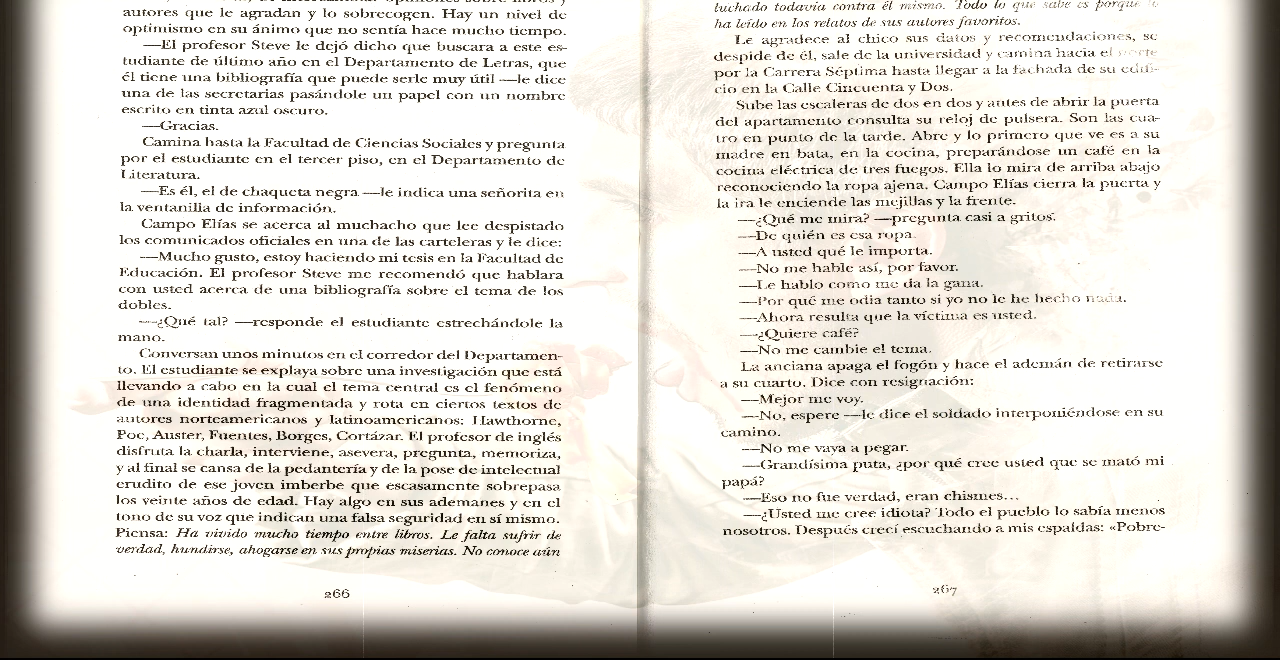 autores que le agradan y lo sobrecogen. Hay un nivel de
optimismo en su ánimo que no sentía hace mucho tiempo.
—El profesor Steve le dejó dicho que buscara a este es-
tudiante de último año en el Departamento de Letras, que
él tiene una bibliografía que puede serle muy útil —le dice
una de las secretarias pasándole un papel con un nombre
escrito en tinta azul oscuro.
—Gracias.
Camina hasta la Facultad de Ciencias Sociales y pregunta
por el estudiante en el tercer piso, en el Departamento de
Literatura.
—Es él, el de chaqueta negra —le indica una señorita en
la ventanilla de información.
Campo Elías se acerca al muchacho que lee despistado
los comunicados oficiales en una de las carteleras y le dice:
—Mucho gusto, estoy haciendo mi tesis en la Facultad de
Educación. El profesor Steve me recomendó que hablara
con usted acerca de una bibliografía sobre el tema de los
dobles.
—¿Qué tal? —responde el estudiante estrechándole la
mano.
Conversan unos minutos en el corredor del Departamen-
to. El estudiante se explaya sobre una investigación que está
llevando a cabo en la cual el tema central es el fenómeno
de una identidad fragmentada y rota en ciertos textos de
autores norteamericanos y latinoamericanos: Hawthorne,
Poe, Auster, Fuentes, Borges, Cortázar. El profesor de inglés
disfruta la charla, interviene, asevera, pregunta, memoriza,
y al final se cansa de la pedantería y de la pose de intelectual
erudito de ese joven imberbe que escasamente sobrepasa
los veinte años de edad. Hay algo en sus ademanes y en el
tono de su voz que indican una falsa seguridad en sí mismo.
Piensa: Ha vivido mucho tiempo entre libros. Le falta sufrir de
verdad, hundirse, ahogarse en sus propias miserias. No conoce aún
266
luchado todavía contra él mismo. Todo lo que sabe es porque lo
ha leído en los relatos de sus autores favoritos.
Le agradece al chico sus datos y recomendaciones, se
despide de él, sale de la universidad y camina hacia el norte
por la Carrera Séptima hasta llegar a la fachada de su edifi-
cio en la Calle Cincuenta y Dos.
Sube las escaleras de dos en dos y antes de abrir la puerta
del apartamento consulta su reloj de pulsera. Son las cua-
tro en punto de la tarde. Abre y lo primero que ve es a su
madre en bata, en la cocina, preparándose un café en la
cocina eléctrica de tres fuegos. Ella lo mira de arriba abajo
reconociendo la ropa ajena. Campo Elías cierra la puerta y
la ira le enciende las mejillas y la frente.
—¿Qué me mira? —pregunta casi a gritos.
—De quién es esa ropa.
—A usted qué le importa.
—No me hable así, por favor.
—Le hablo como me da la gana.
—Por qué me odia tanto si yo no le he hecho nada.
—Ahora resulta que la víctima es usted.
—¿Quiere café?
—No me cambie el tema.
La anciana apaga el fogón y hace el ademán de retirarse
a su cuarto. Dice con resignación:
—Mejor me voy.
—No, espere —le dice el soldado interponiéndose en su
camino.
—No me vaya a pegar.
—Grandísima puta, ¿por qué cree usted que se mató mi
papá?
—Eso no fue verdad, eran chismes...
—¿Usted me cree idiota? Todo el pueblo lo sabía menos
nosotros. Después crecí escuchando a mis espaldas: «Pobre-
267